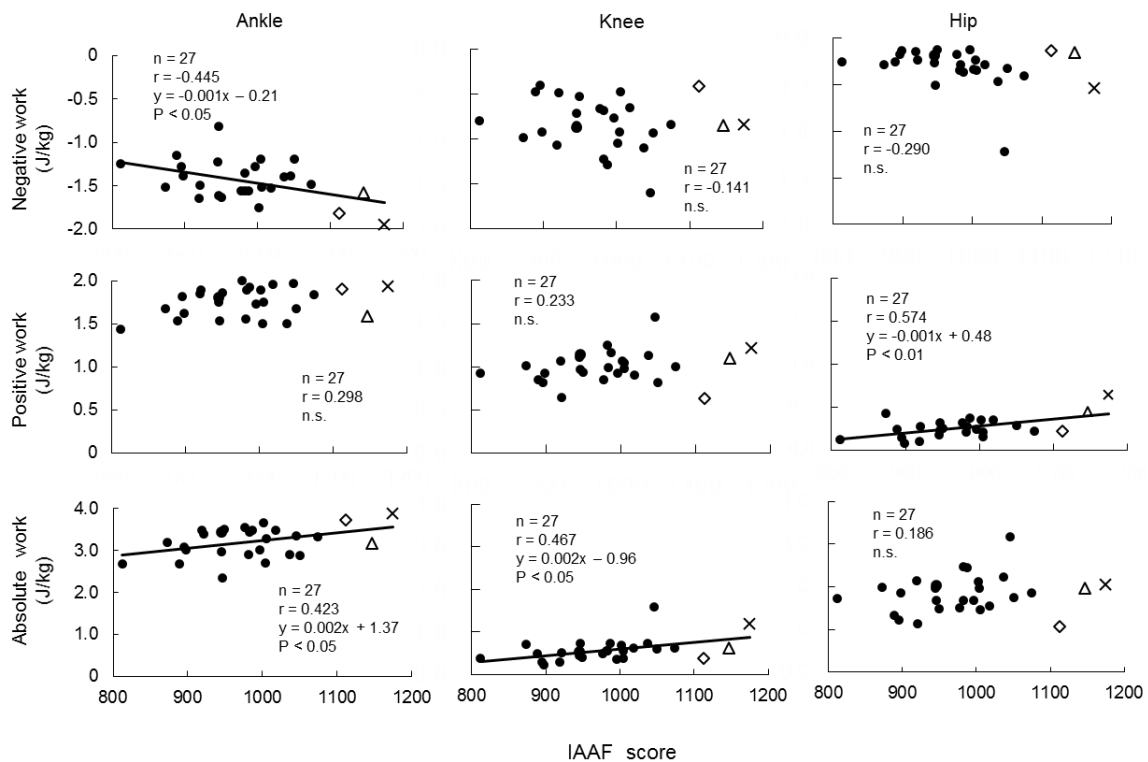 Ankle
Knee
Hip
Negative work
(J/kg)
0
-0.5
-1.0
-1.5
-2.0
n = 27
r = -0.445
y = -0.001x – 0.21
P < 0.05
800
900
1000
1100
1200
n = 27
r = -0.141
n.s.
n = 27
r = -0.290
n.s.
Positive work
(J/kg)
2.0
1.5
1.0
0.5
0
n = 27
r = 0.298
n.s.
n = 27
r = 0.233
n.s.
n = 27
r = 0.574
y = -0.001x + 0.48
P < 0.01
Absolute work
(J/kg)
4.0
3.0
2.0
1.0
0
n = 27
r = 0.423
y = 0.002x + 1.37
P < 0.05
800
900
1000
1100
1200
n = 27
r = 0.467
y = 0.002x – 0.96
P < 0.05
800
900
1000
1100
1200
n = 27
r = 0.186
n.s.
800
900
1000
1100
1200
IAAF score